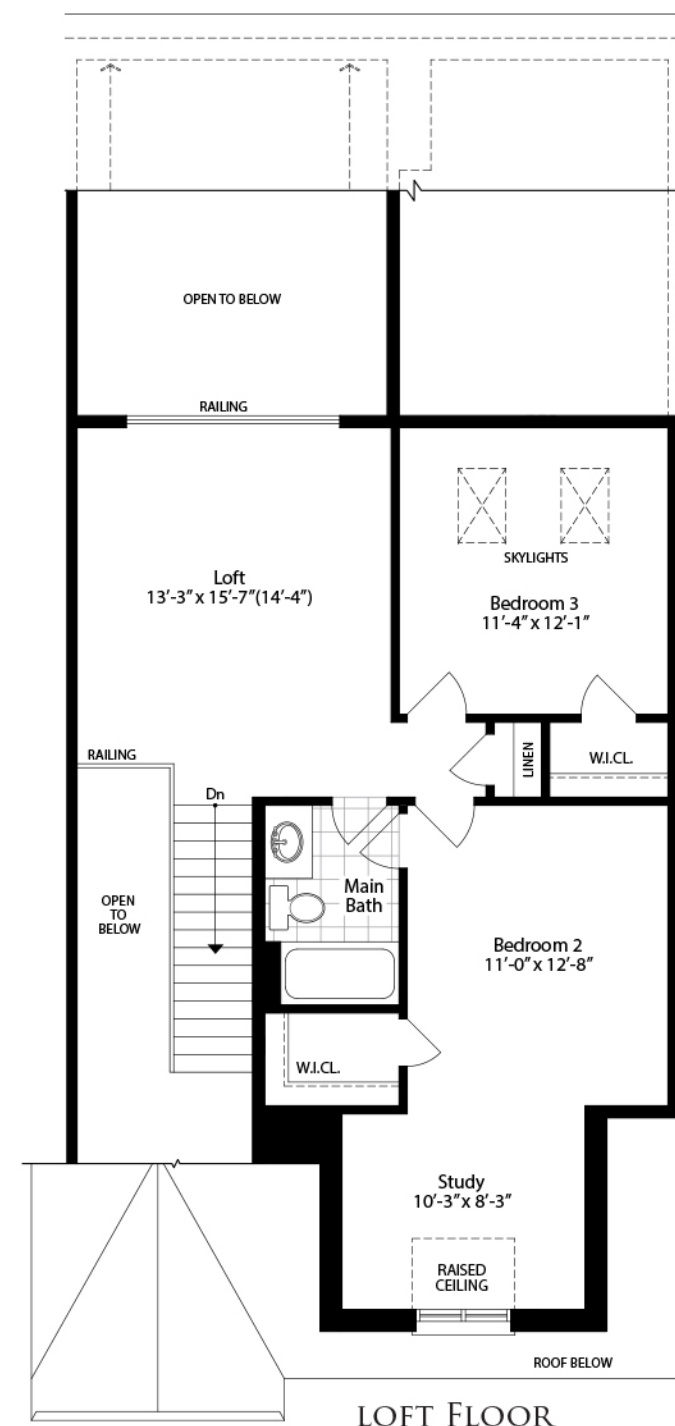 OPEN TO BELOW
RAILING
Loft
13'-3" x 15'-7"(14'-4")
SKYLIGHTS
Bedroom 3
11'-4" x 12'-1"
RAILING
Dn
LINEN
W.I.CL.
OPEN
TO
BELOW
Main
Bath
Bedroom 2
11'-0" x 12'-8"
W.I.CL.
Study
10'-3" x 8'-3"
RAISED
CEILING
ROOF BELOW
LOFT FLOOR